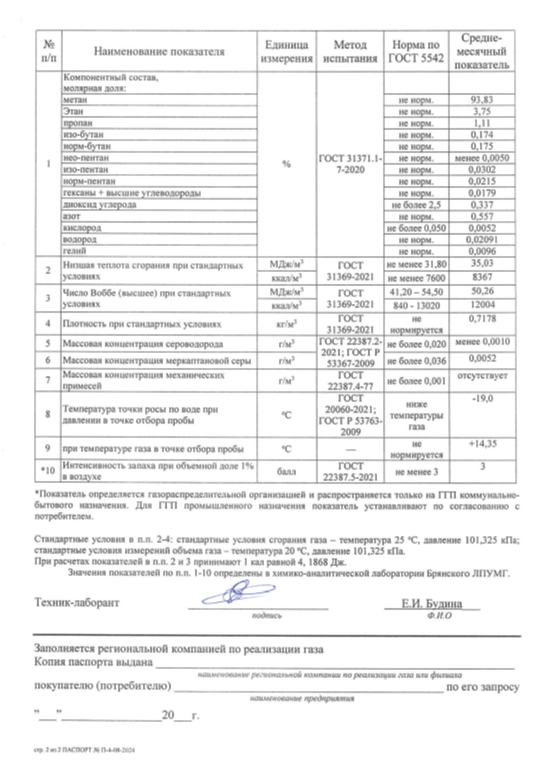 № п/п Наименование показателя Единица измерения Метод испытания Норма по ГОСТ 5542 Средне-месячный показатель
1 Компонентный состав, молярная доля: % ГОСТ 31371.1-7-2020
метан не норм. 93,83
Этан не норм. 3,75
пропан не норм. 1,11
изо-бутан не норм. 0,174
норм-бутан не норм. 0,175
нео-пентан не норм. менее 0,0050
изо-пентан не норм. 0,0302
норм-пентан не норм. 0,0215
гексаны + высшие углеводороды не норм. 0,0179
диоксид углерода не более 2,5 0,337
азот не норм. 0,557
кислород не более 0,050 0,0052
водород не норм. 0,02091
гелий не норм. 0,0096
2 Низшая теплота сгорания при стандартных условиях МДж/м³ ГОСТ 31369-2021 не менее 31,80 35,03
ккал/м³ не менее 7600 8367
3 Число Воббе (высшее) при стандартных условиях МДж/м³ ГОСТ 31369-2021 41,20 – 54,50 50,26
ккал/м³ 840 - 13020 12004
4 Плотность при стандартных условиях кг/м³ ГОСТ 31369-2021 не нормируется 0,7178
5 Массовая концентрация сероводорода г/м³ ГОСТ 22387.2-2021; ГОСТ Р 53367-2009 не более 0,020 менее 0,0010
6 Массовая концентрация меркаптановой серы г/м³ не более 0,036 0,0052
7 Массовая концентрация механических примесей г/м³ ГОСТ 22387.4-77 не более 0,001 отсутствует
8 Температура точки росы по воде при давлении в точке отбора пробы ºС ГОСТ 20060-2021; ГОСТ Р 53763-2009 ниже температуры газа -19,0
9 при температуре газа в точке отбора пробы ºС — не нормируется +14,35
*10 Интенсивность запаха при объемной доле 1% в воздухе балл ГОСТ 22387.5-2021 не менее 3 3
*Показатель определяется газораспределительной организацией и распространяется только на ГГП коммунально-
бытового назначения. Для ГГП промышленного назначения показатель устанавливают по согласованию с
потребителем.
Стандартные условия в п.п. 2-4: стандартные условия сгорания газа – температура 25 ºС, давление 101,325 кПа;
стандартные условия измерений объема газа – температура 20 ºС, давление 101,325 кПа.
При расчетах показателей в п.п. 2 и 3 принимают 1 кал равной 4, 1868 Дж.
Значения показателей по п.п. 1-10 определены в химико-аналитической лаборатории Брянского ЛПУМГ.
Техник-лаборант Е.И. Будина
подпись Ф.И.О
Заполняется региональной компанией по реализации газа
Копия паспорта выдана
наименование региональной компании по реализации газа или филиала
покупателю (потребителю) по его запросу
наименование предприятия
"___"____________20___г.
стр. 2 из 2 ПАСПОРТ № П-4-08-2024